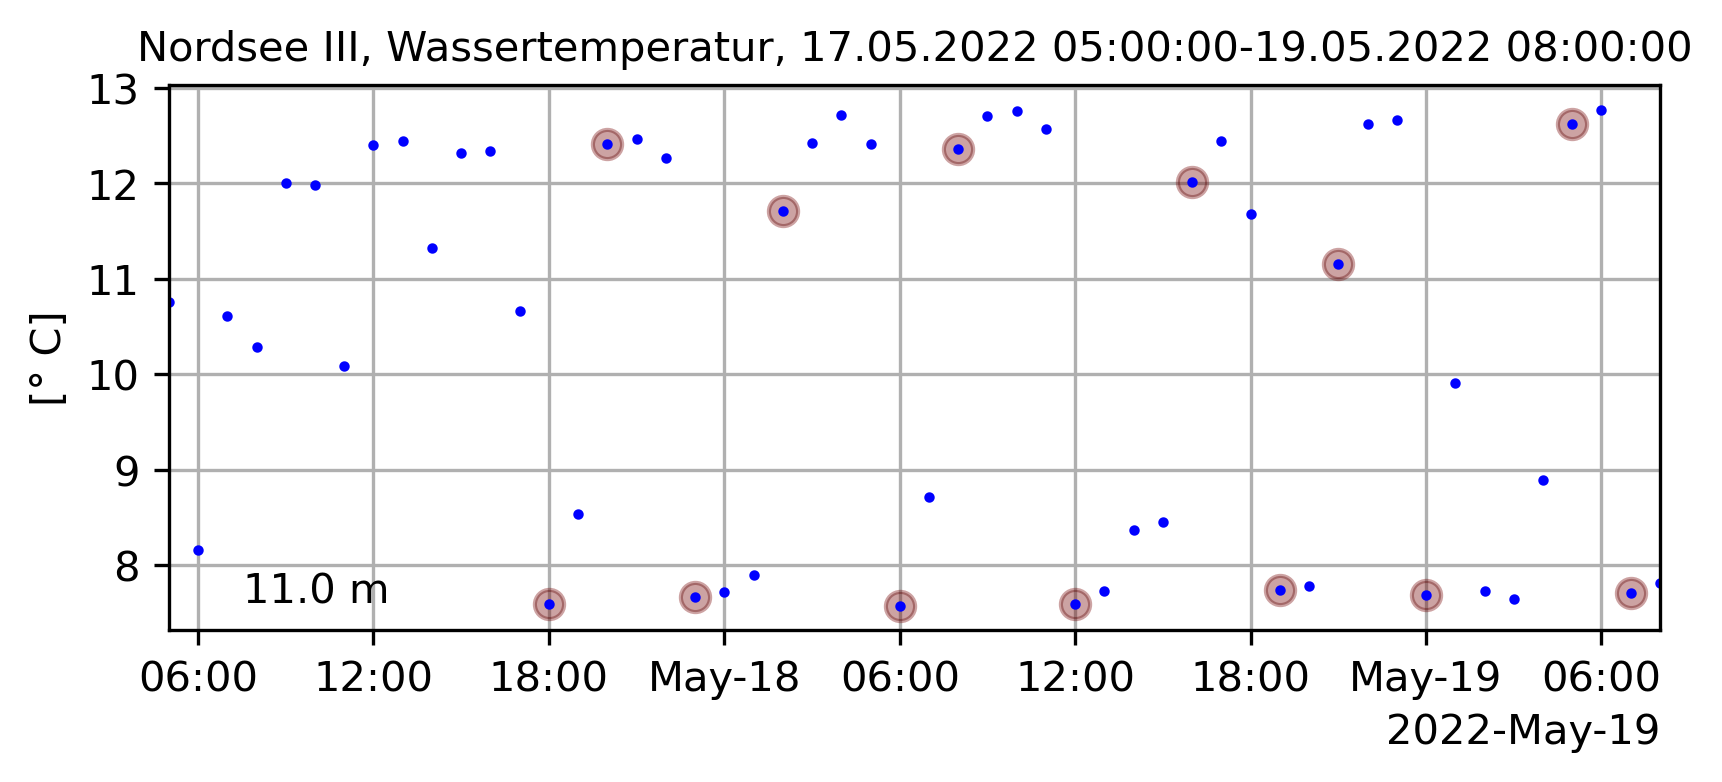 Nordsee III, Wassertemperatur, 17.05.2022 05:00:00-19.05.2022 08:00:00
[° C]
13
12
11
10
9
8
11.0 m
06:00 12:00 18:00 May-18 06:00 12:00 18:00 May-19 06:00
2022-May-19